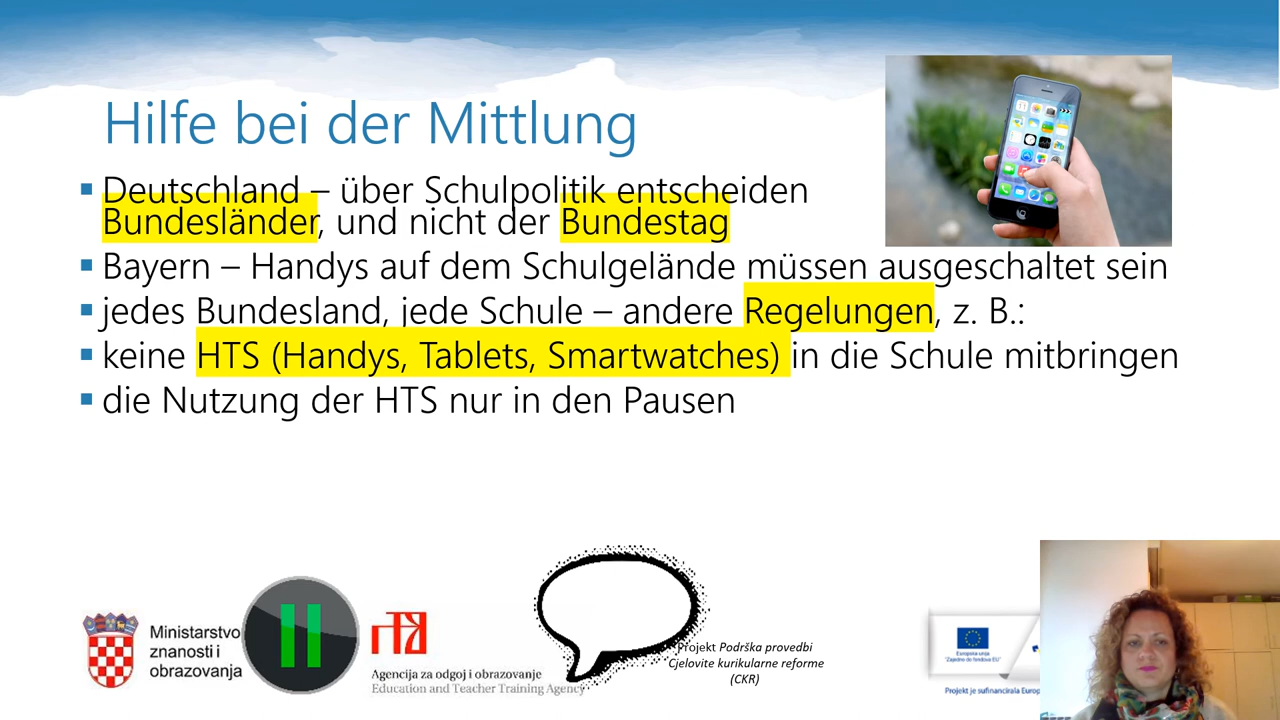 Hilfe bei der Mittlung
Deutschland – über Schulpolitik entscheiden
Bundesländer, und nicht der Bundestag
Bayern – Handys auf dem Schulgelände müssen ausgeschaltet sein
jedes Bundesland, jede Schule – andere Regelungen, z. B.:
keine HTS (Handys, Tablets, Smartwatches) in die Schule mitbringen
die Nutzung der HTS nur in den Pausen
Ministarstvo
znanosti i
obrazovanja
Agencija za odgoj i obrazovanje
Education and Teacher Training Agency
Projekt Podrška provedbi
Cjelovite kurikularne reforme
(CKR)
Europska unija
"Zajedno do fondova EU"
Projekt je sufinancirala Europ